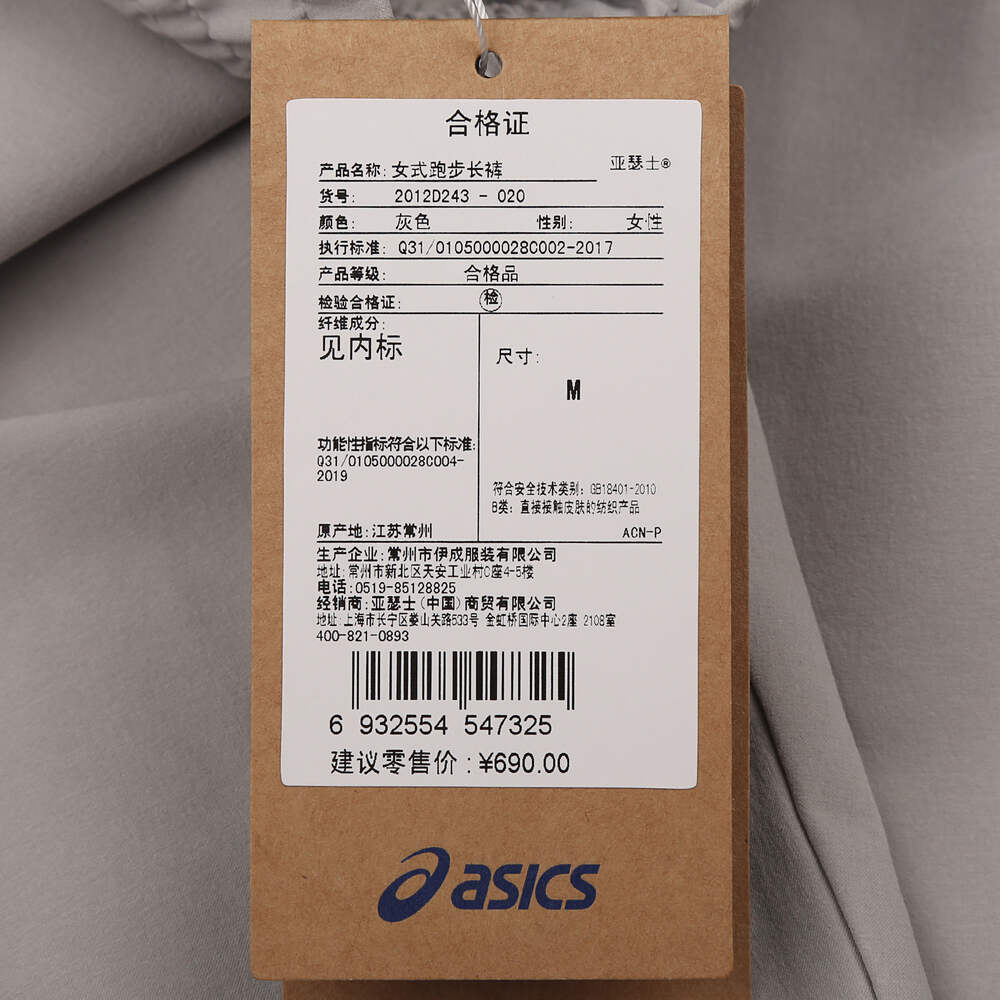 合格证
亚瑟士®
产品名称: 女式跑步长裤
货号: 2012D243 - 020
颜色: 灰色 性别: 女性
执行标准: Q31/0105000028C002-2017
产品等级: 合格品
检验合格证: 检
纤维成分:
见内标
尺寸:
M
功能性指标符合以下标准:
Q31/0105000028C004-
2019
符合安全技术类别: GB18401-2010
B类: 直接接触皮肤的纺织产品
原产地: 江苏常州
ACN-P
生产企业: 常州市伊成服装有限公司
地址: 常州市新北区天安工业村C座4-5楼
电话: 0519-85128825
经销商: 亚瑟士(中国)商贸有限公司
地址: 上海市长宁区娄山关路533号 金虹桥国际中心2座 2108室
400-821-0893
6 932554 547325
建议零售价: ¥690.00
asics